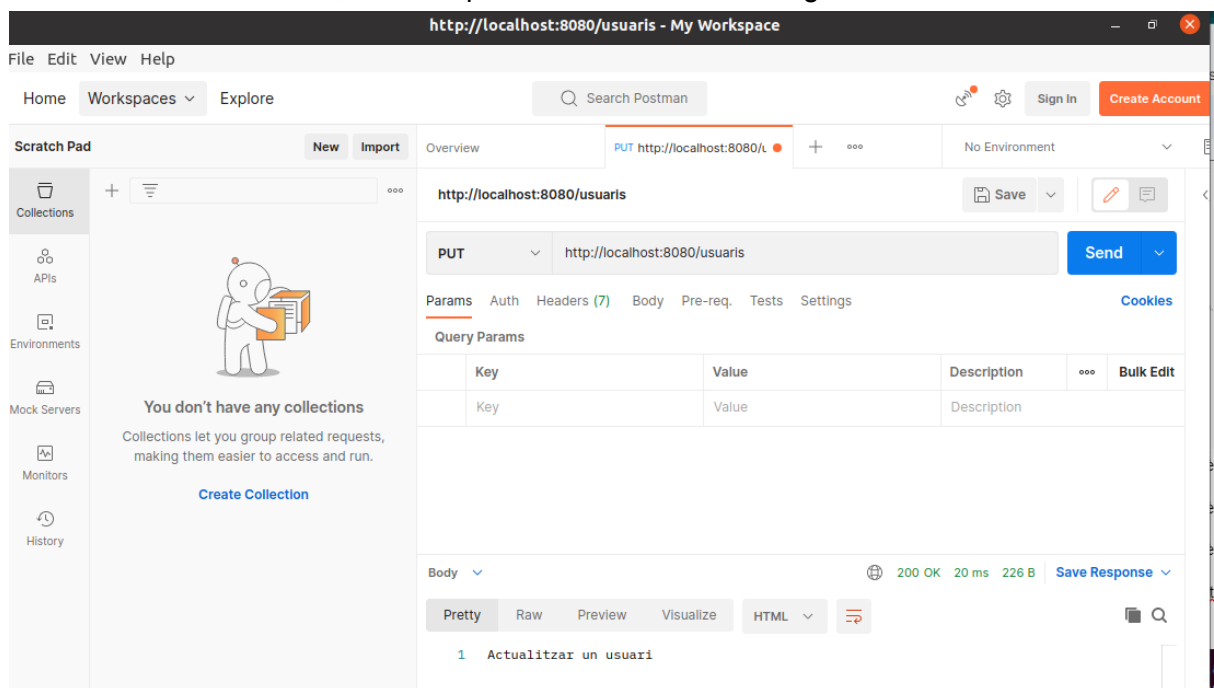 http://localhost:8080/usuaris - My Workspace
File Edit View Help
Home Workspaces Explore Search Postman Sign In Create Account
Scratch Pad New Import Overview PUT http://localhost:8080/u No Environment
Collections
http://localhost:8080/usuaris Save
APIs
PUT http://localhost:8080/usuaris Send
Environments
Params Auth Headers (7) Body Pre-req. Tests Settings Cookies
Query Params
Key Value Description Bulk Edit
Key Value Description
Mock Servers
You don't have any collections
Collections let you group related requests,
making them easier to access and run.
Monitors
Create Collection
History
Body 200 OK 20 ms 226 B Save Response
Pretty Raw Preview Visualize HTML
1 Actualitzar un usuari